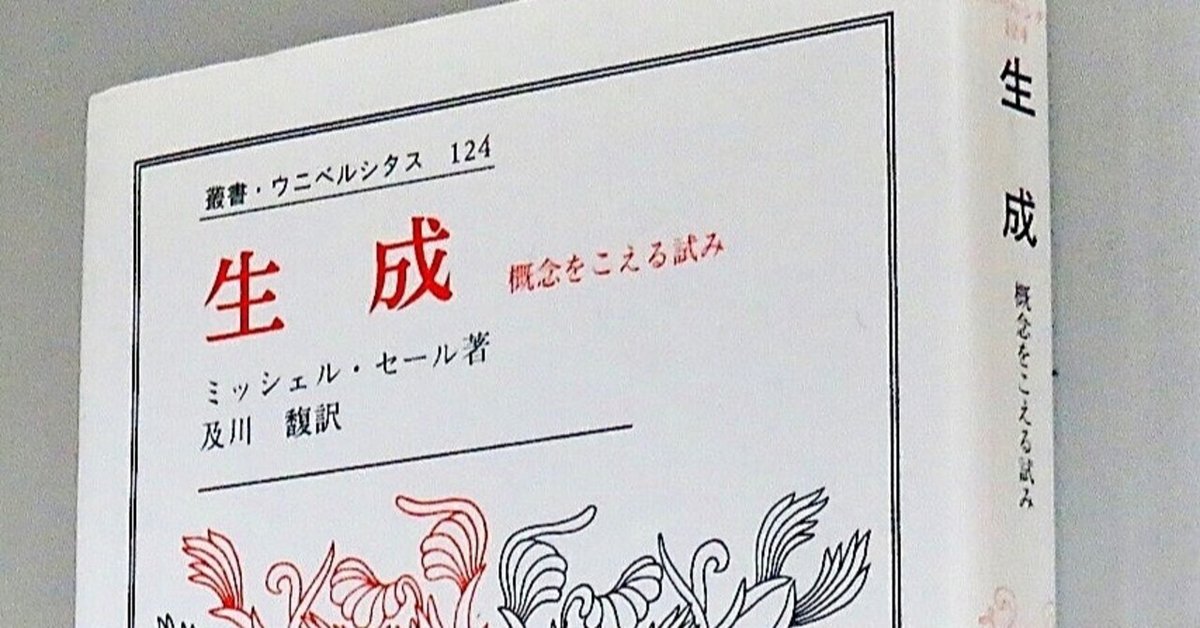 叢書・ウニベルシタス 124
生成 概念をこえる試み
ミッシェル・セール著
及川 馥訳
生成 概念をこえる試み